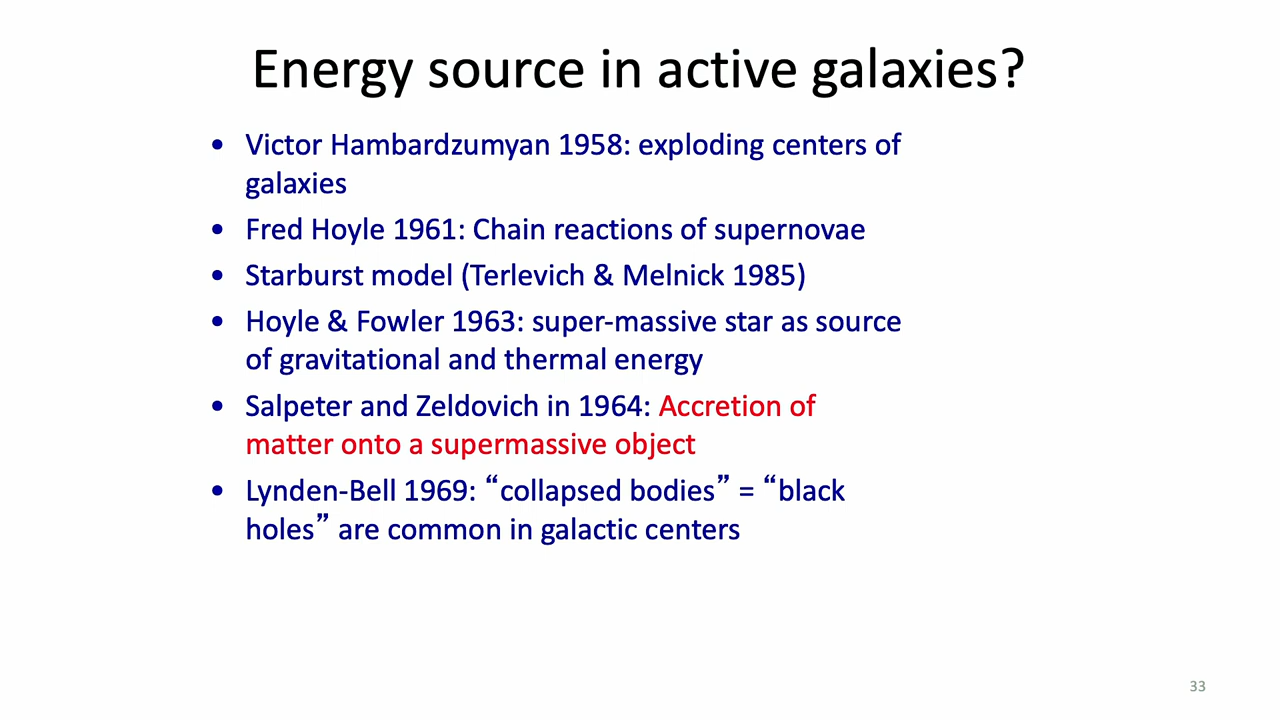 Energy source in active galaxies?
• Victor Hambardzumyan 1958: exploding centers of
galaxies
• Fred Hoyle 1961: Chain reactions of supernovae
• Starburst model (Terlevich & Melnick 1985)
• Hoyle & Fowler 1963: super-massive star as source
of gravitational and thermal energy
• Salpeter and Zeldovich in 1964: Accretion of
matter onto a supermassive object
• Lynden-Bell 1969: “collapsed bodies” = “black
holes” are common in galactic centers
33